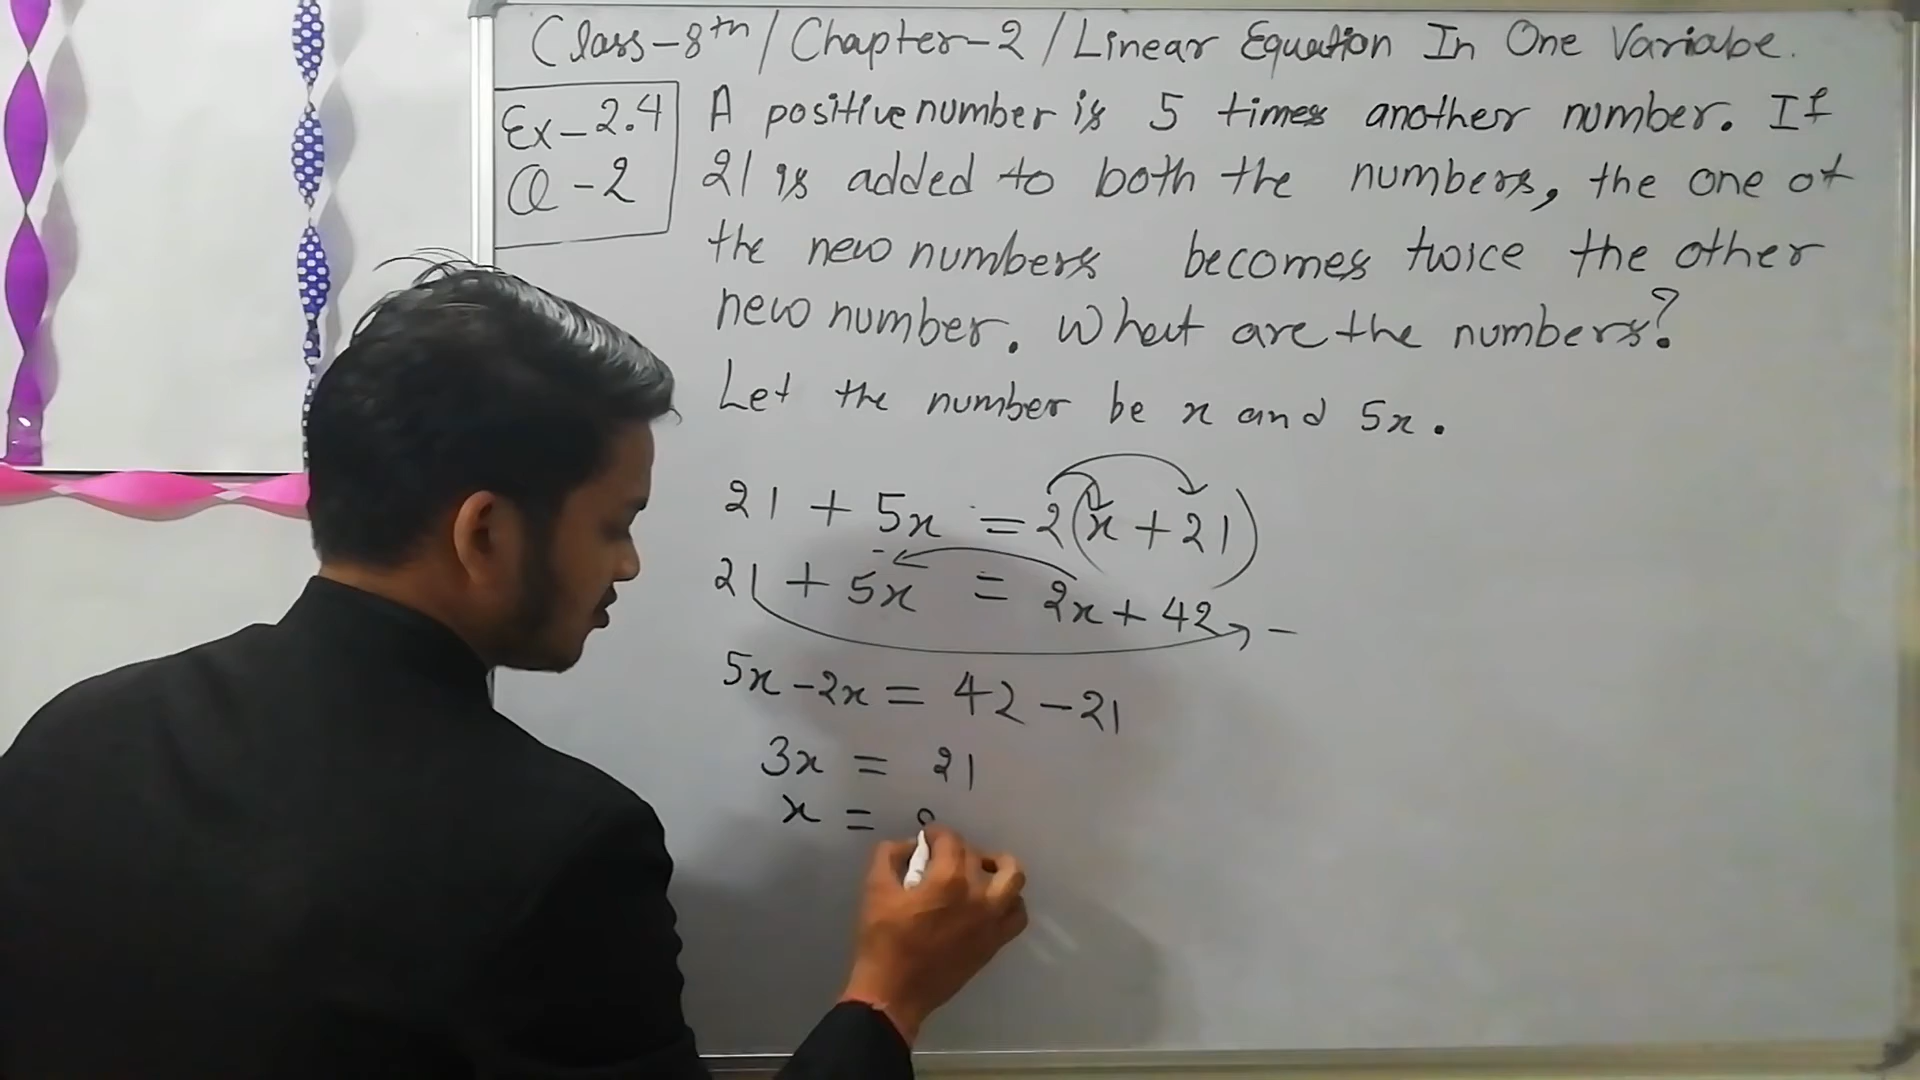 Class-8th/Chapter-2/Linear Equation In One Variabe.
Ex-2.4
Q-2
A positive number is 5 times another number. If
21 is added to both the numbers, the one of
the new numbers becomes twice the other
new number. What are the numbers?
Let the number be x and 5x.
21 + 5x = 2(x + 21)
21 + 5x = 2x + 42 -
5x - 2x = 42 - 21
3x = 21
x =